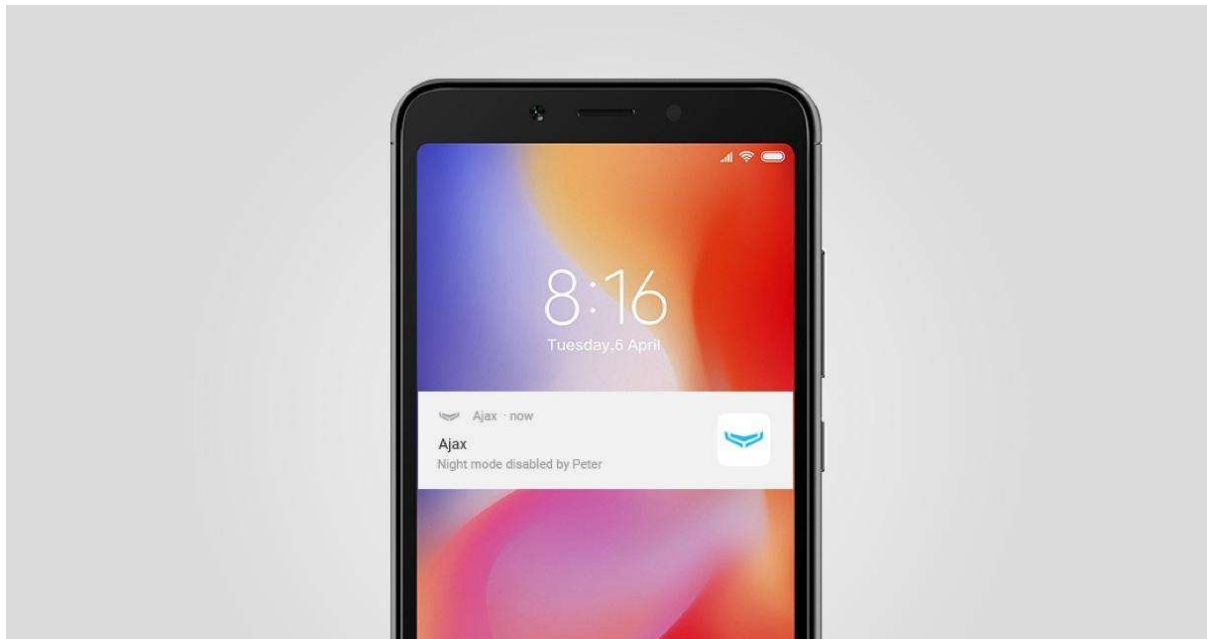 8:16
Tuesday,6 April
Ajax · now
Ajax
Night mode disabled by Peter